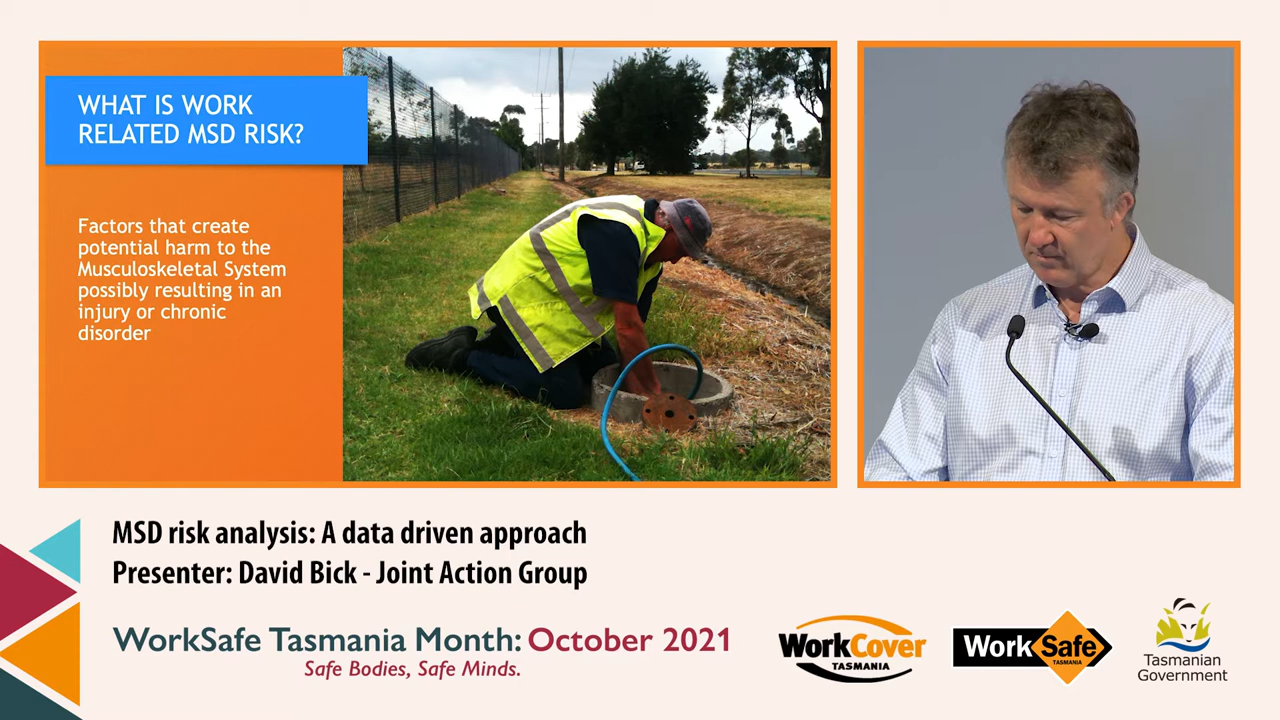 WHAT IS WORK
RELATED MSD RISK?
Factors that create
potential harm to the
Musculoskeletal System
possibly resulting in an
injury or chronic
disorder
MSD risk analysis: A data driven approach
Presenter: David Bick - Joint Action Group
WorkSafe Tasmania Month: October 2021
Safe Bodies, Safe Minds.
WorkCover
TASMANIA
WorkSafe
TASMANIA
Tasmanian
Government